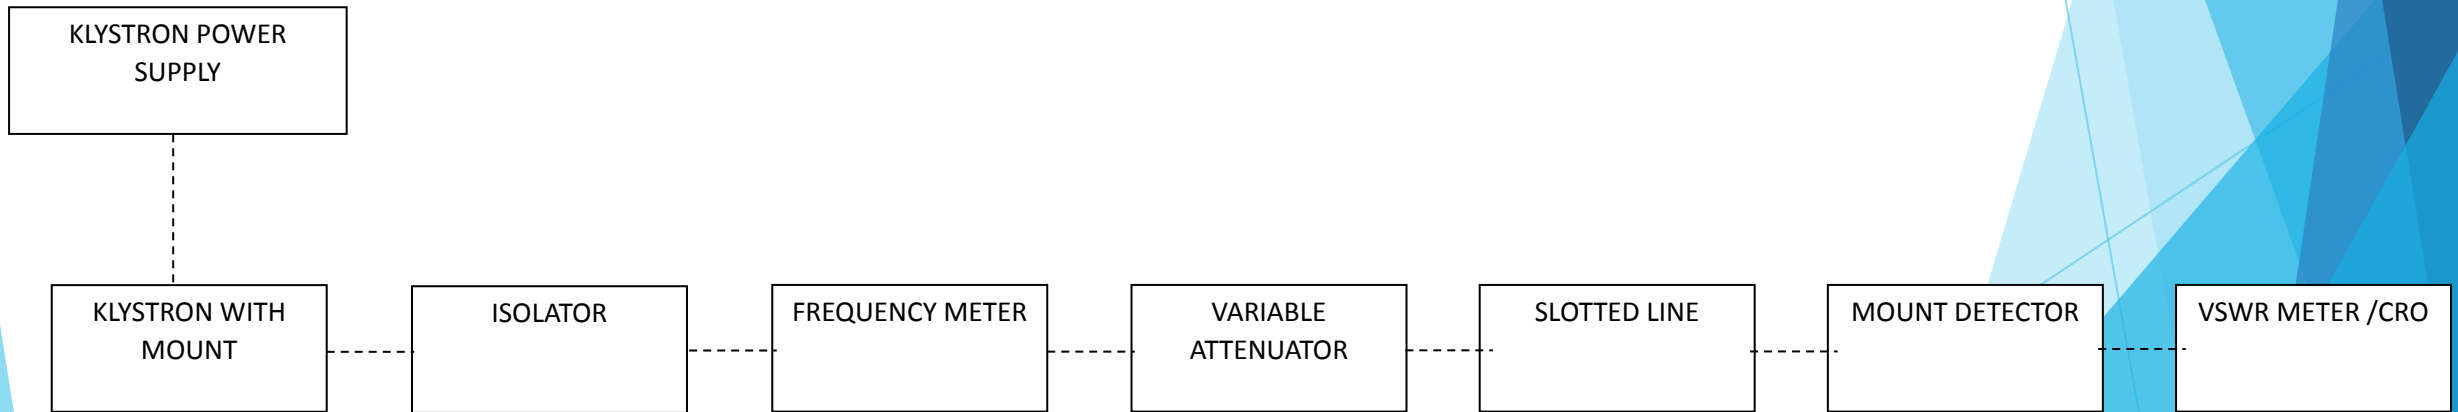 KLYSTRON POWER
SUPPLY
KLYSTRON WITH
MOUNT
ISOLATOR
FREQUENCY METER
VARIABLE
ATTENUATOR
SLOTTED LINE
MOUNT DETECTOR
VSWR METER /CRO